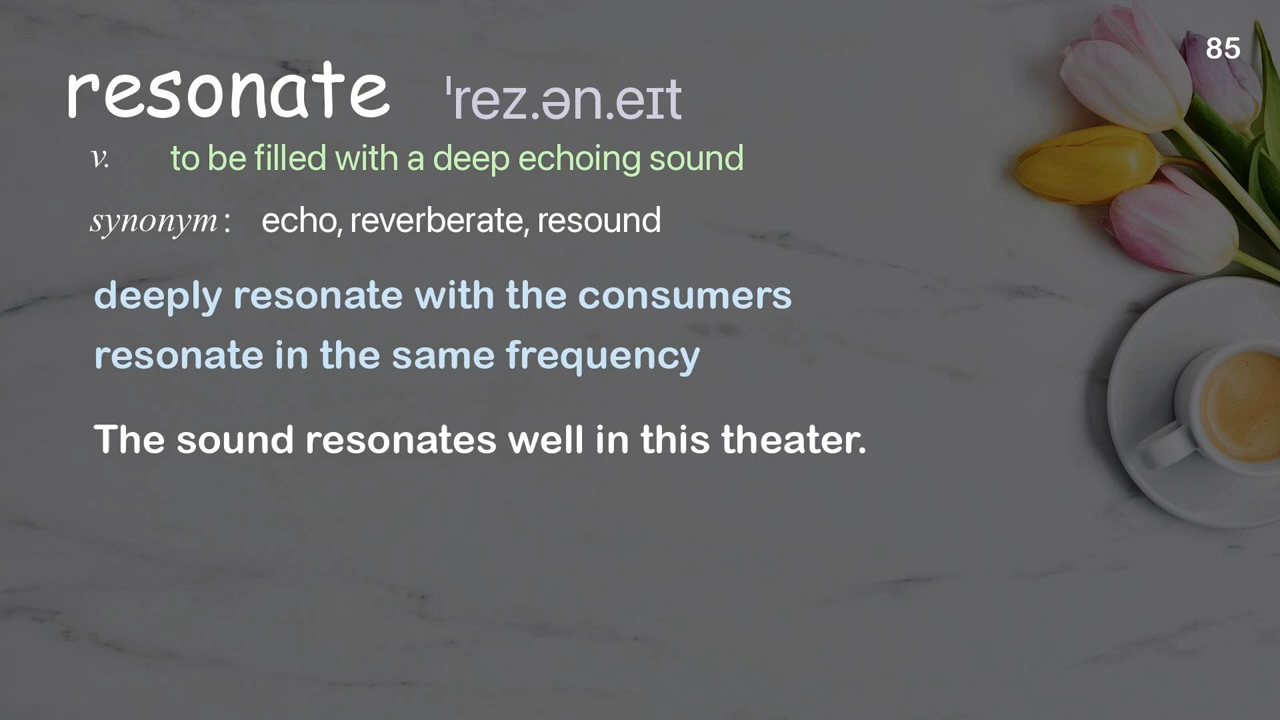 85
resonate ˈrez.ən.eɪt
v. to be filled with a deep echoing sound
synonym: echo, reverberate, resound
deeply resonate with the consumers
resonate in the same frequency
The sound resonates well in this theater.